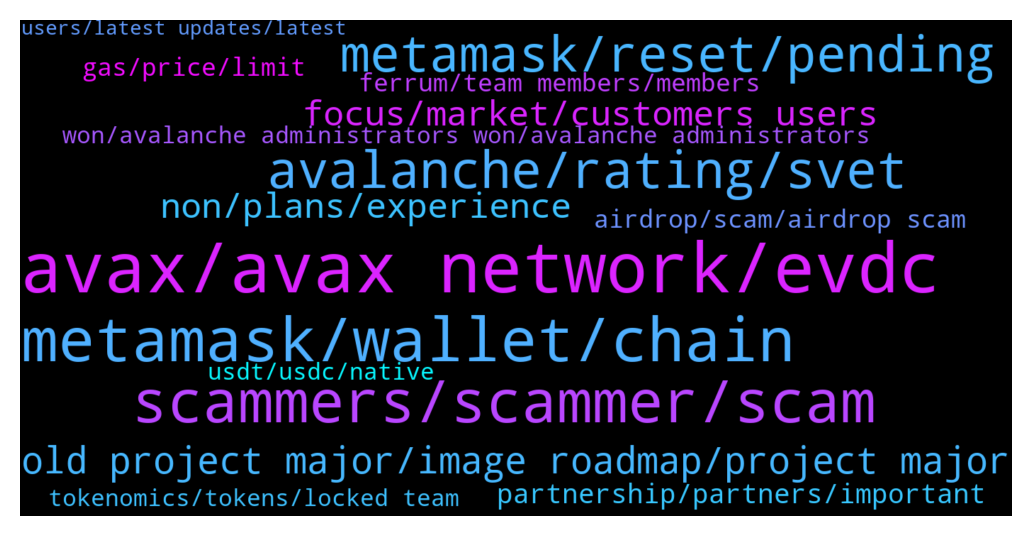 users/latest updates/latest
metamask/reset/pending
gas/price/limit
ferrum/team members/members
focus/market/customers users
won/avalanche administrators won/avalanche administrators
avalanche/rating/svet
non/plans/experience
airdrop/scam/airdrop scam
avax/avax network/evdc
metamask/wallet/chain
usdt/usdc/native
scammers/scammer/scam
old project major/image roadmap/project major
tokenomics/tokens/locked team
partnership/partners/important